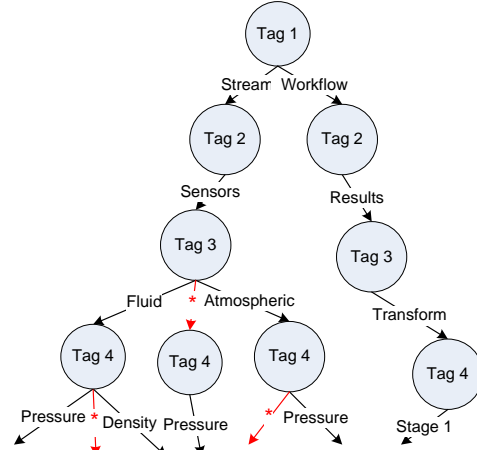 Tag 1
Stream Workflow
Tag 2 Tag 2
Sensors
Results
Tag 3
Tag 3
Fluid * Atmospheric
Transform
Tag 4 Tag 4 Tag 4
Tag 4
Pressure * Density Pressure * Pressure
Stage 1